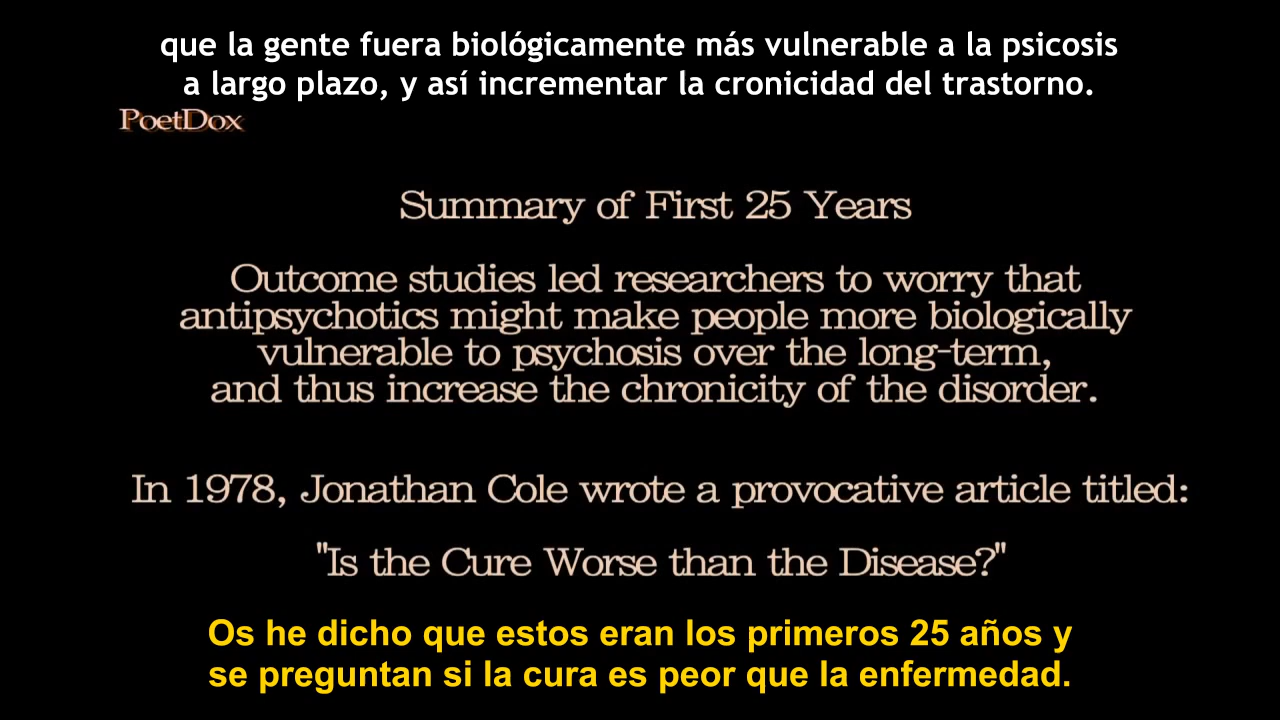 que la gente fuera biológicamente más vulnerable a la psicosis
a largo plazo, y así incrementar la cronicidad del trastorno.
PoetDox
Summary of First 25 Years
Outcome studies led researchers to worry that
antipsychotics might make people more biologically
vulnerable to psychosis over the long-term,
and thus increase the chronicity of the disorder.
In 1978, Jonathan Cole wrote a provocative article titled:
"Is the Cure Worse than the Disease?"
Os he dicho que estos eran los primeros 25 años y
se preguntan si la cura es peor que la enfermedad.